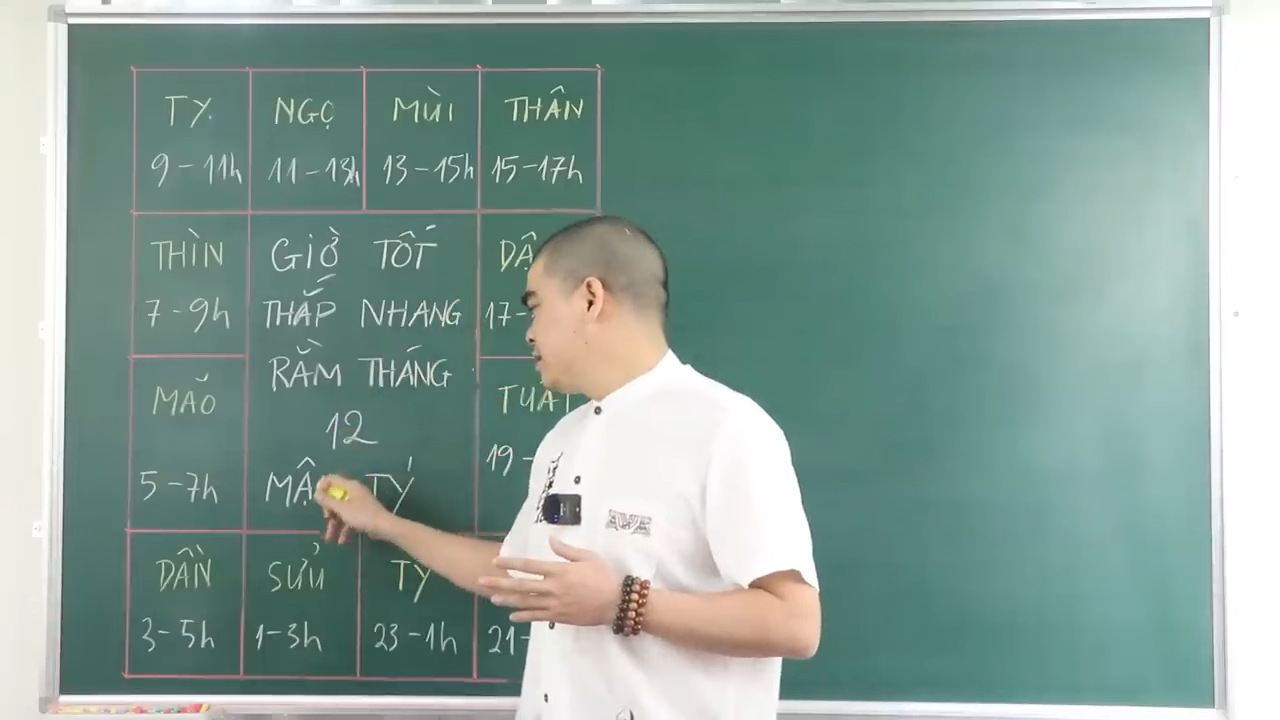 TỴ
9-11h
NGỌ
11-13h
MÙI
13-15h
THÂN
15-17h
THÌN
7-9h
GIỜ TỐT
THẮP NHANG
RẰM THÁNG
12
TÝ
MÃO
5-7h
DẦN
3-5h
SỬU
1-3h
TÝ
23-1h